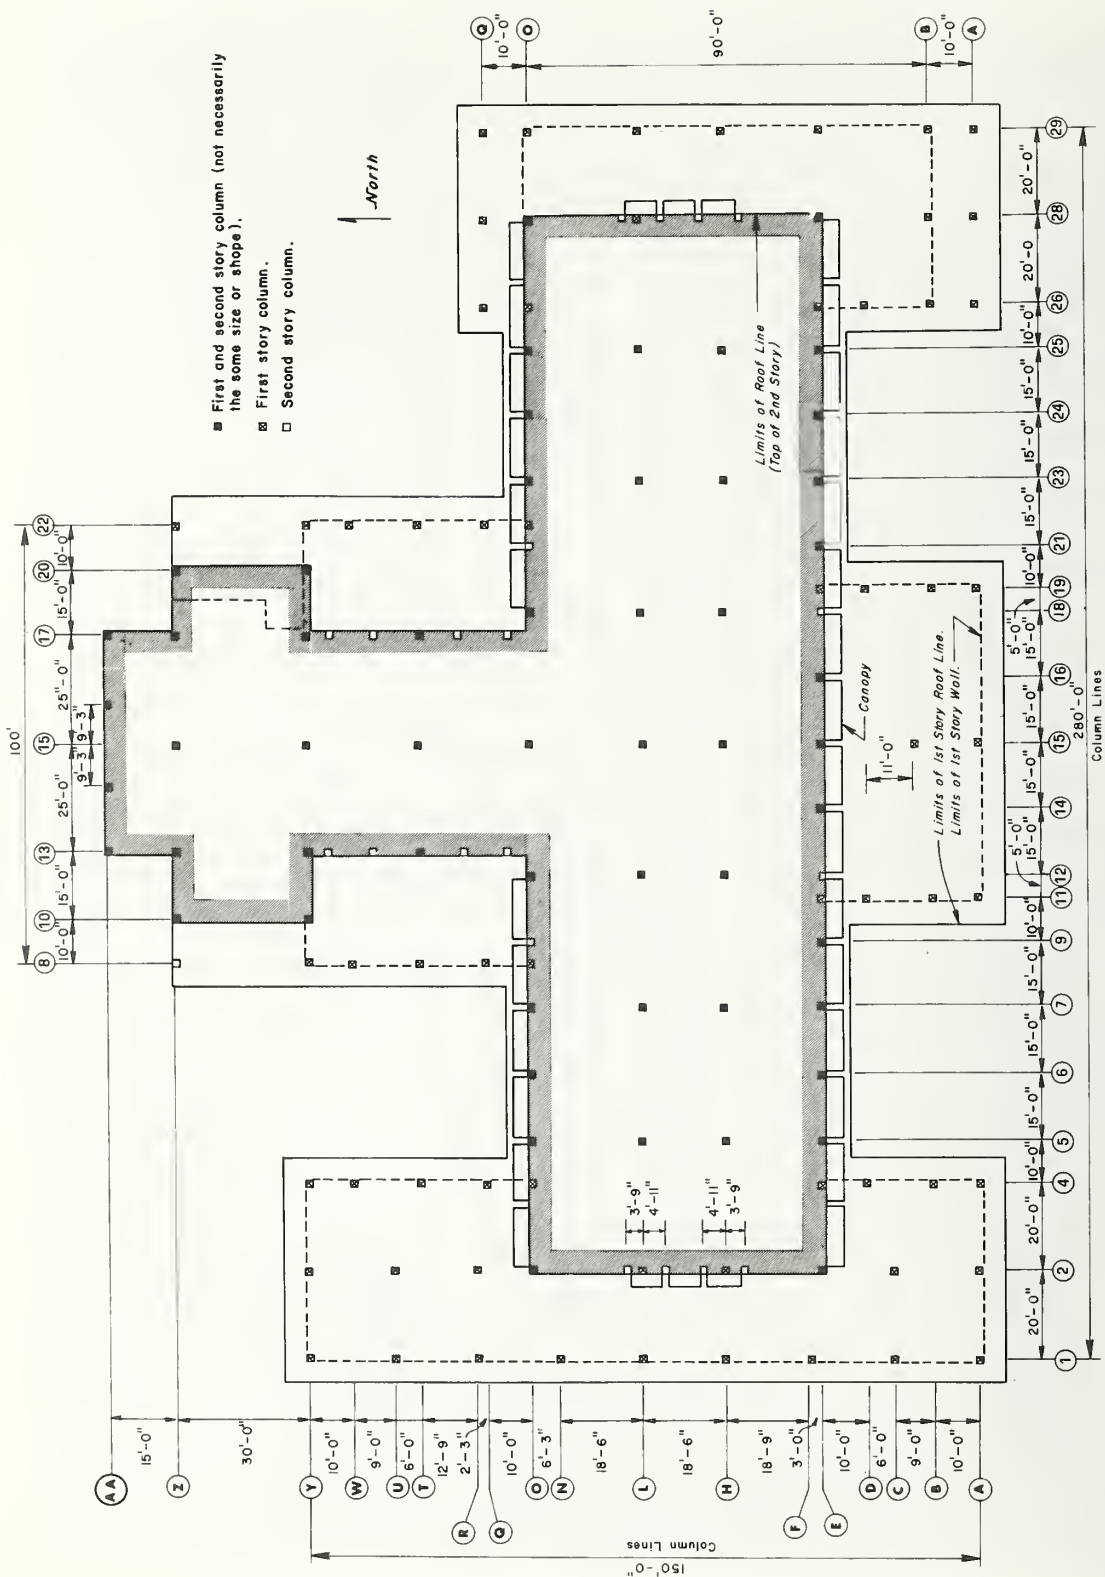 First and second story column (not necessarily
the some size or shope).
First story column.
Second story column.
North
100'
10'-0"
15'-0"
25'-0"
25"-0"
15'-0"
10'-0"
8
10
13
15
17
20
22
9'-3"
9'-3"
Q
10'-0"
O
90'-0"
B
10'-0"
A
AA
15'-0"
Z
30'-0"
Y
10'-0"
W
9'-0"
U
6'-0"
T
12'-9"
R
2'-3"
Q
10'-0"
O
6'-3"
N
18'-6"
L
18'-6"
H
18'-9"
F
3'-0"
E
10'-0"
D
6'-0"
C
9'-0"
B
10'-0"
A
150'-0"
Column Lines
3'-9"
4'-11"
4'-11"
3'-9"
Limits of Roof Line
(Top of 2nd Story)
Canopy
11'-0"
Limits of 1st Story Roof Line.
Limits of 1st Story Wall.
20'-0"
20'-0"
10'-0"
15'-0"
15'-0"
15'-0"
10'-0"
5'-0"
15'-0"
15'-0"
15'-0"
15'-0"
5'-0"
10'-0"
15'-0"
15'-0"
15'-0"
10'-0"
20'-0
20'-0"
1
2
4
5
6
7
9
11
12
14
15
16
18
19
21
23
24
25
26
28
29
280'-0"
Column Lines